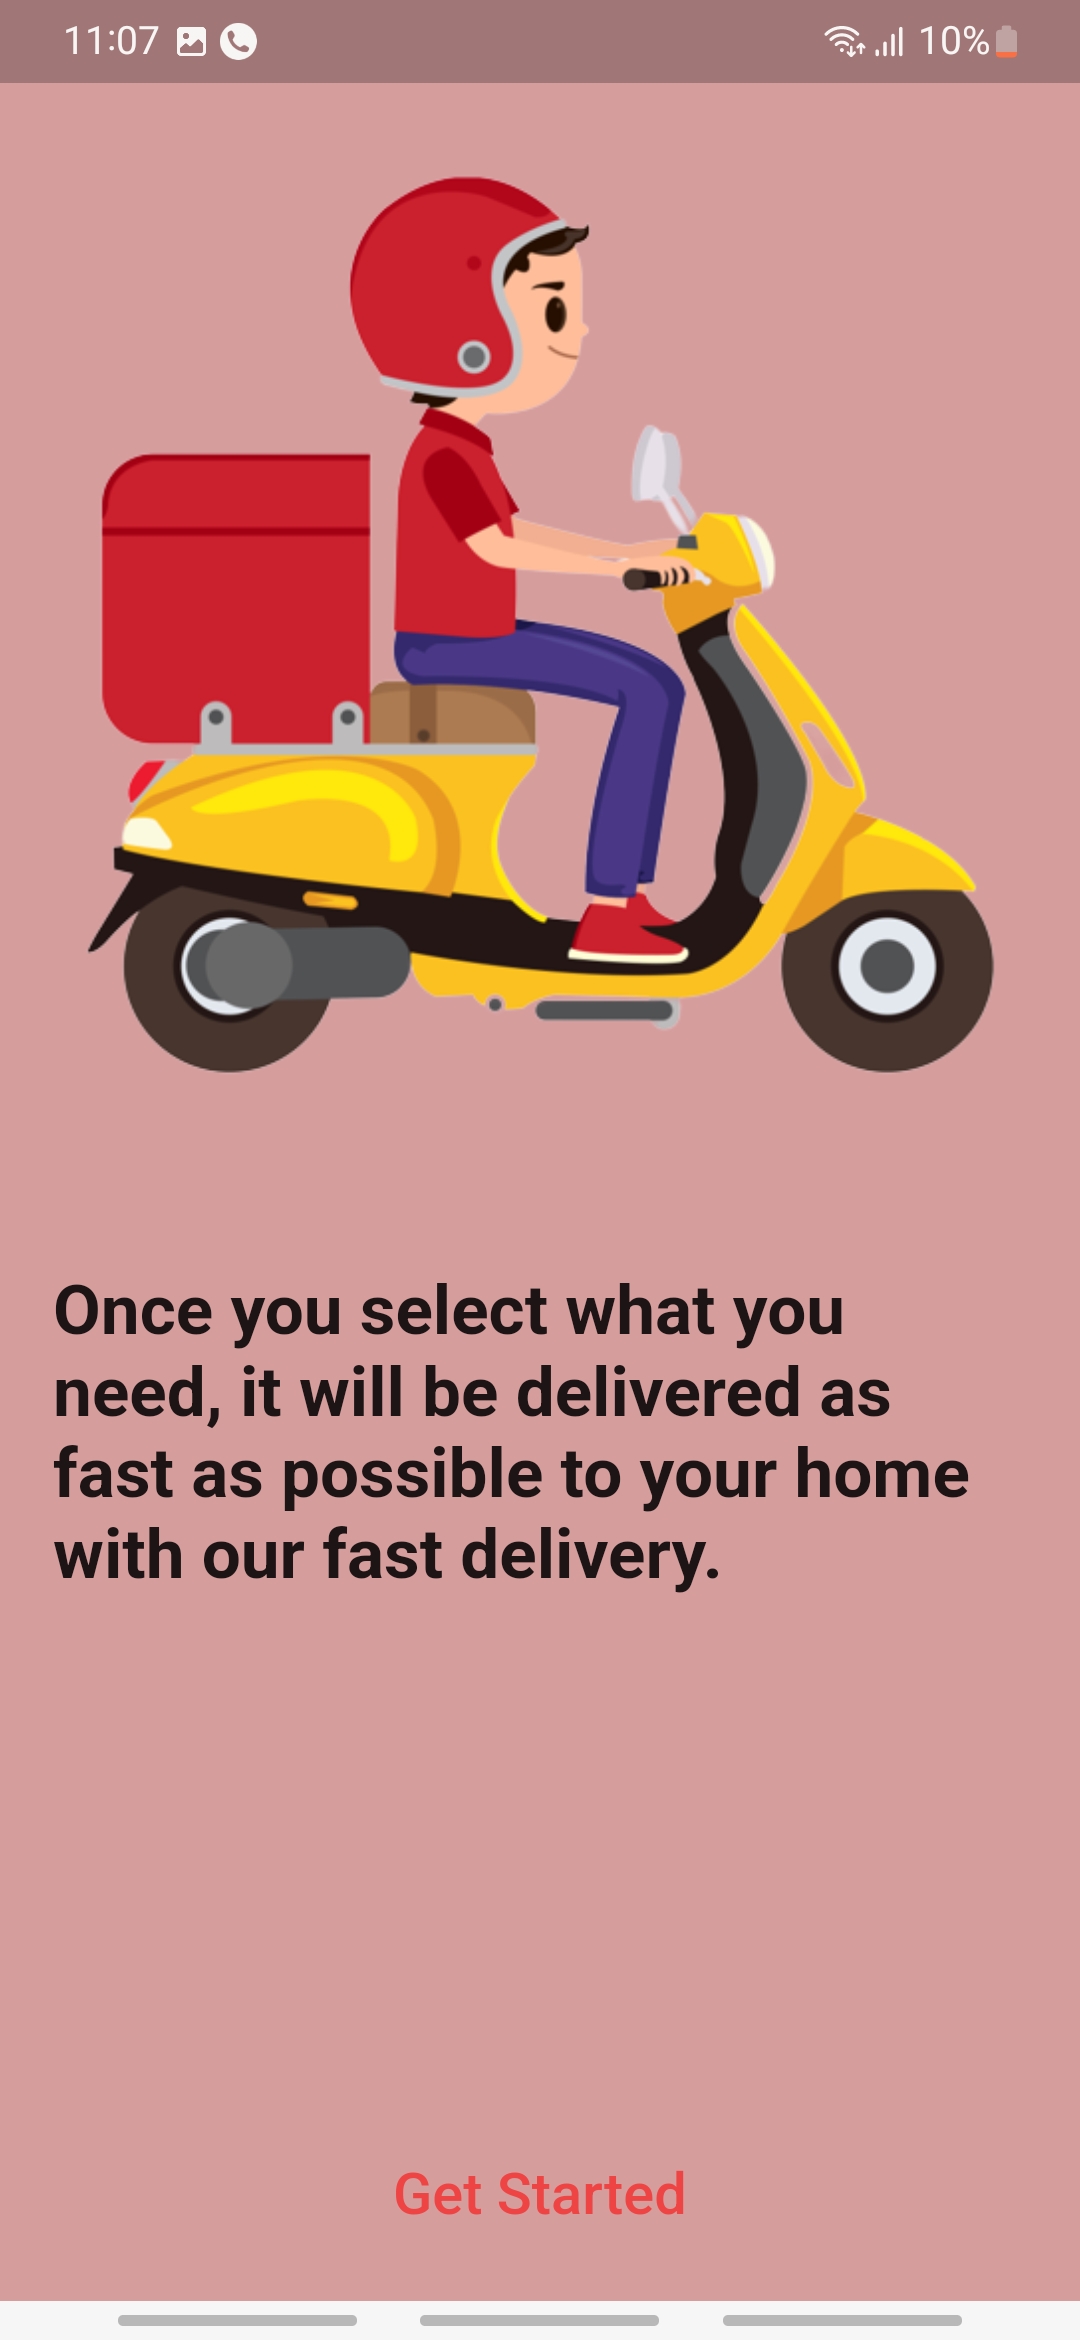 11:07 10%
Once you select what you
need, it will be delivered as
fast as possible to your home
with our fast delivery.
Get Started